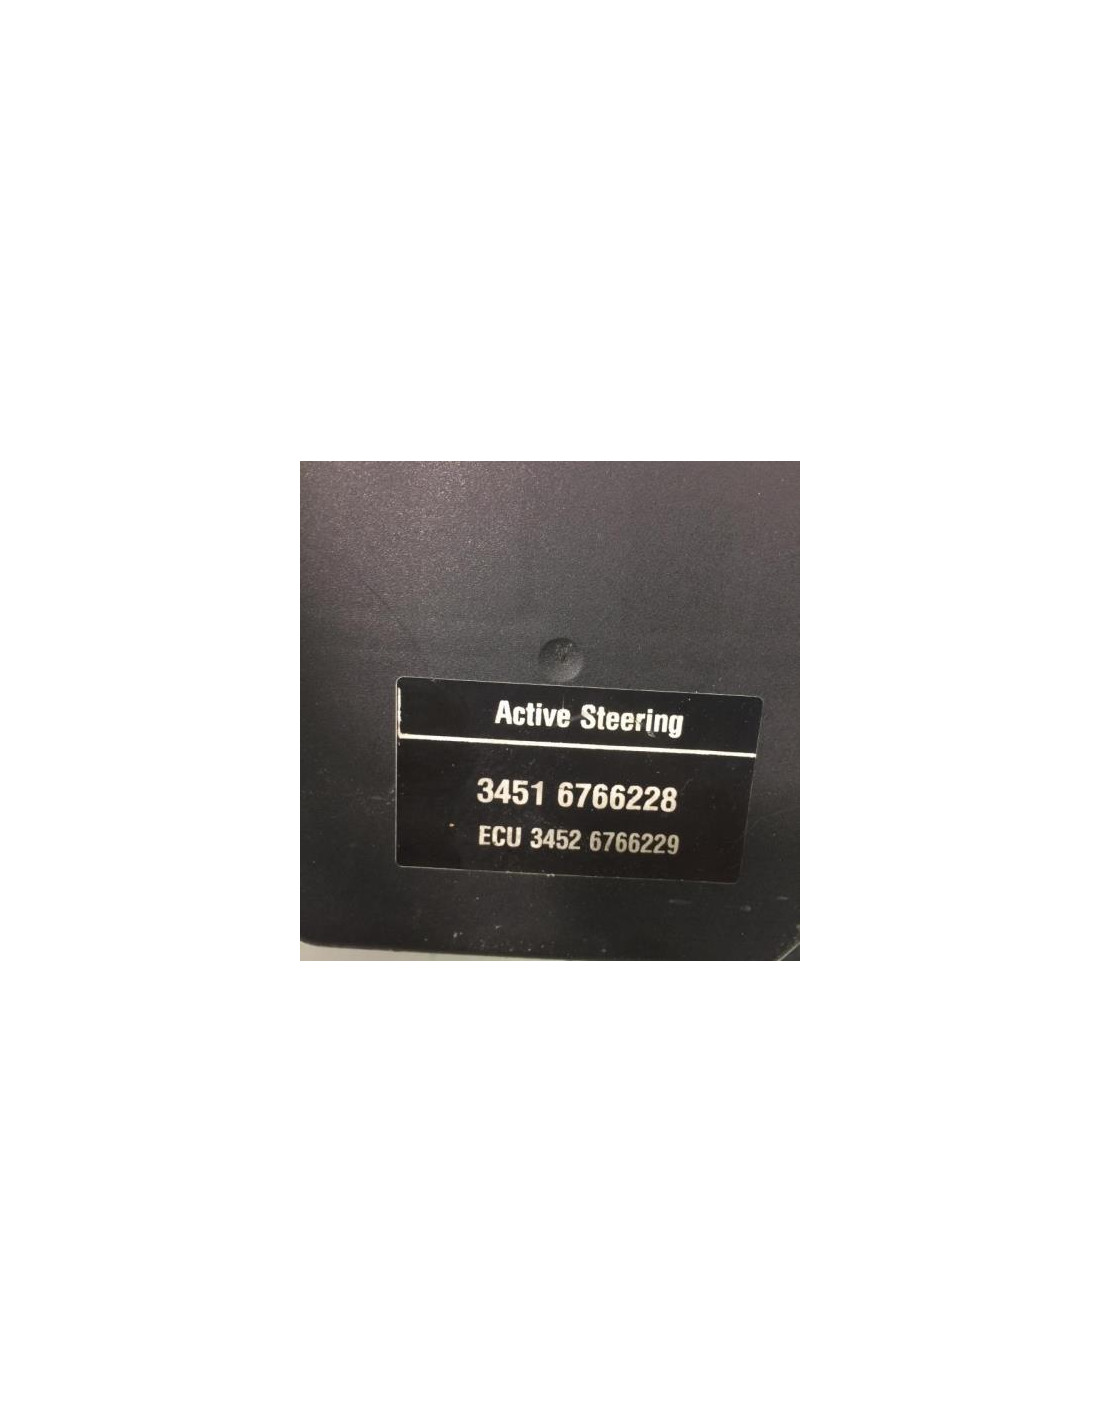 Active Steering
3451 6766228
ECU 3452 6766229